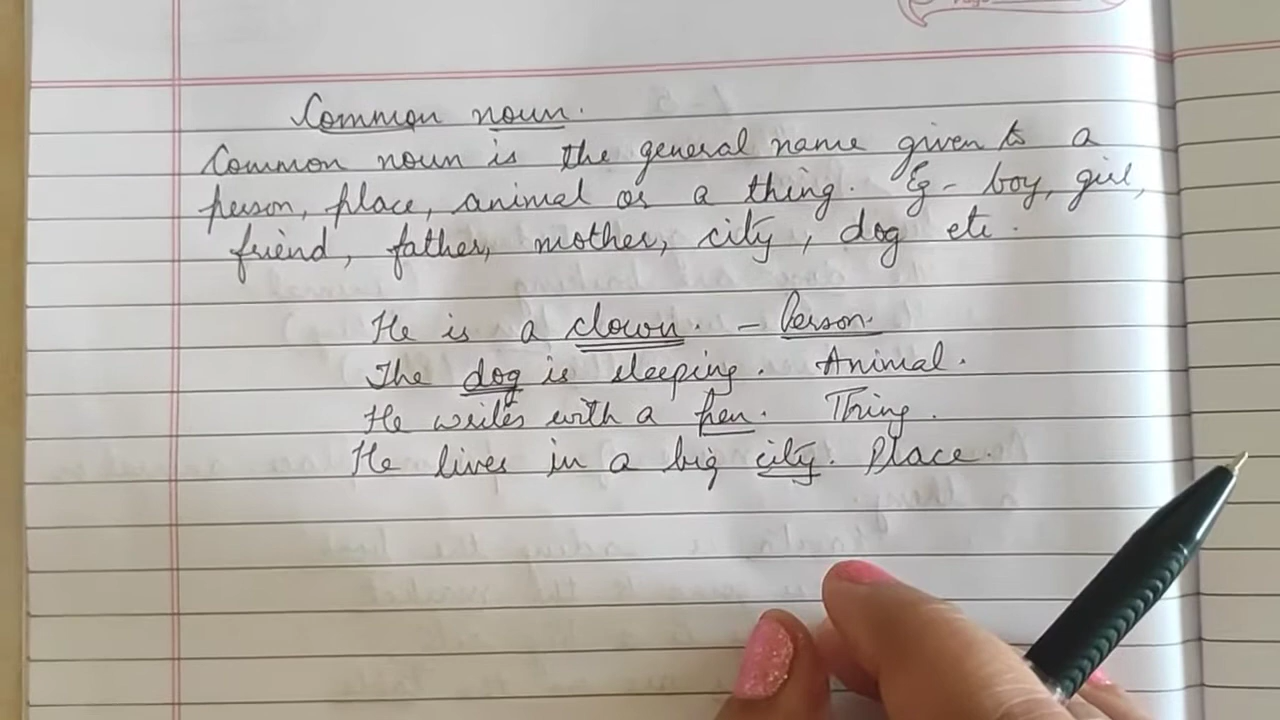 Page
Common noun.
Common noun is the general name given to a
person, place, animal or a thing. Eg - boy, girl,
friend, father, mother, city, dog etc.
He is a clown. - Person.
The dog is sleeping. Animal.
He writes with a pen. Thing.
He lives in a big city. Place.